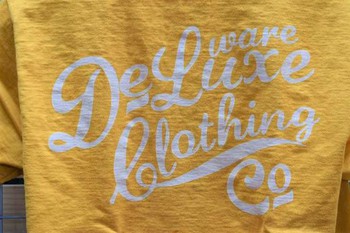 ware
DeLuxe
Clothing
Co